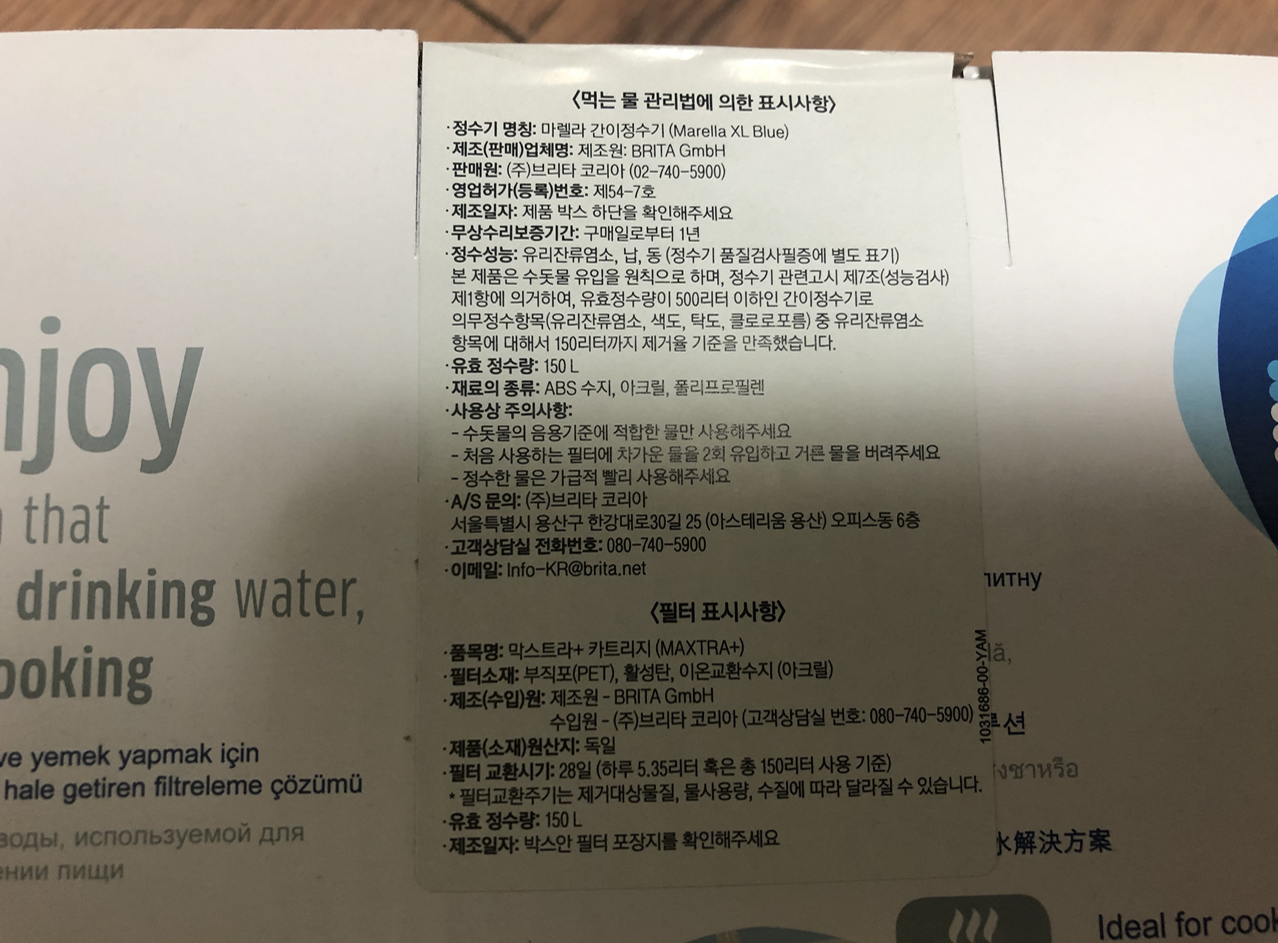 <먹는 물 관리법에 의한 표시사항>
·정수기 명칭: 마렐라 간이정수기 (Marella XL Blue)
·제조(판매)업체명: 제조원: BRITA GmbH
·판매원: (주)브리타 코리아 (02-740-5900)
·영업허가(등록)번호: 제54-7호
·제조일자: 제품 박스 하단을 확인해주세요
·무상수리보증기간: 구매일로부터 1년
·정수성능: 유리잔류염소, 납, 동 (정수기 품질검사필증에 별도 표기)
본 제품은 수돗물 유입을 원칙으로 하며, 정수기 관련고시 제7조(성능검사)
제1항에 의거하여, 유효정수량이 500리터 이하인 간이정수기로
의무정수항목(유리잔류염소, 색도, 탁도, 클로로포름) 중 유리잔류염소
항목에 대해서 150리터까지 제거율 기준을 만족했습니다.
·유효 정수량: 150 L
·재료의 종류: ABS 수지, 아크릴, 폴리프로필렌
·사용상 주의사항:
- 수돗물의 음용기준에 적합한 물만 사용해주세요
- 처음 사용하는 필터에 차가운 물을 2회 유입하고 거른 물을 버려주세요
- 정수한 물은 가급적 빨리 사용해주세요
·A/S 문의: (주)브리타 코리아
서울특별시 용산구 한강대로30길 25 (아스테리움 용산) 오피스동 6층
·고객상담실 전화번호: 080-740-5900
·이메일: Info-KR@brita.net
<필터 표시사항>
·품목명: 막스트라+ 카트리지 (MAXTRA+)
·필터소재: 부직포(PET), 활성탄, 이온교환수지 (아크릴)
·제조(수입)원: 제조원 - BRITA GmbH
수입원 - (주)브리타 코리아 (고객상담실 번호: 080-740-5900)
·제품(소재)원산지: 독일
·필터 교환시기: 28일 (하루 5.35리터 혹은 총 150리터 사용 기준)
* 필터교환주기는 제거대상물질, 물사용량, 수질에 따라 달라질 수 있습니다.
·유효 정수량: 150 L
·제조일자: 박스안 필터 포장지를 확인해주세요
1031686-00-YAM
njoy
that
drinking water,
ooking
ve yemek yapmak için
hale getiren filtreleme çözümü
воды, используемой для
ении пищи
питну
lă,
루션
งชาหรือ
水解決方案
Ideal for cook